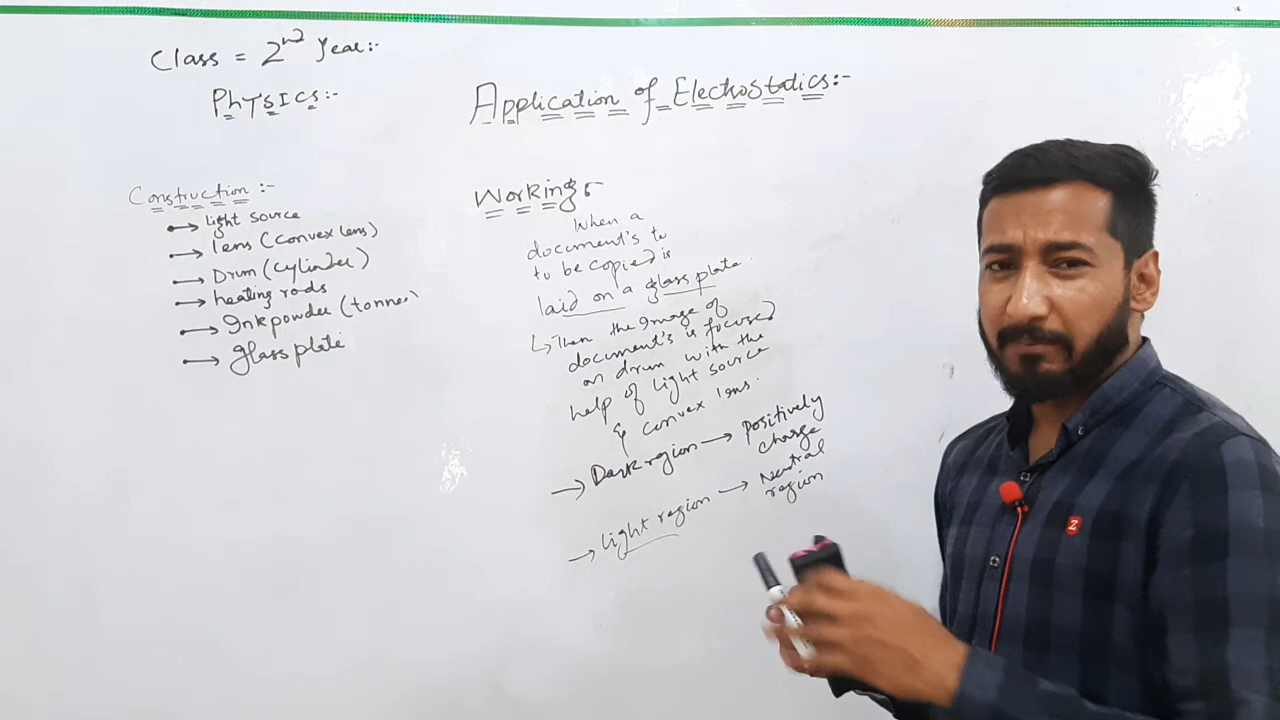 Class = 2nd year:-
PhYSICS:-
Application of Electrostatics:-
Construction:-
light source
lens (convex lens)
Drum (cylinder)
heating rods
Ink powder (tonner
glass plate
Working:-
When a
document's to
to be copied is
laid on a glass plate.
Then the Image of
document's is focused
on drum with the
help of light source
& convex lens.
Dark region → positively
charge
light region → Neutral
region
Z